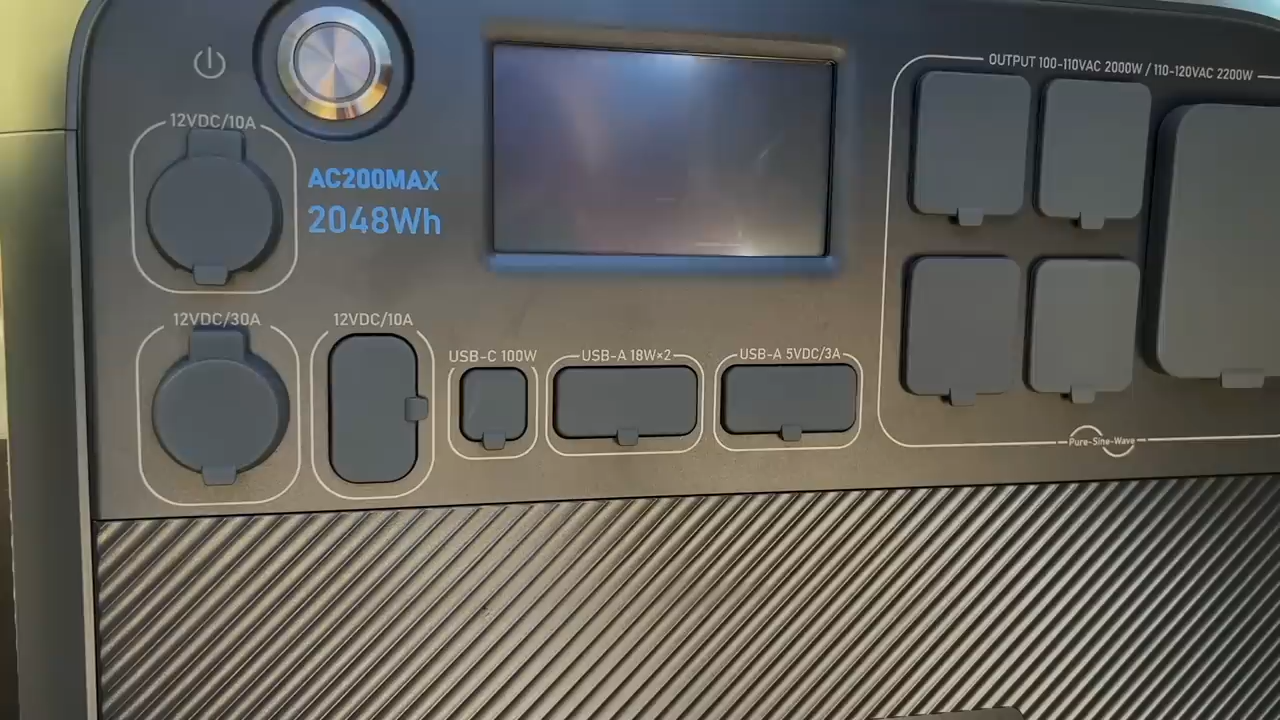 OUTPUT 100-110VAC 2000W / 110-120VAC 2200W
12VDC/10A
AC200MAX
2048Wh
12VDC/30A
12VDC/10A
USB-C 100W
USB-A 18W×2
USB-A 5VDC/3A
Pure-Sine-Wave